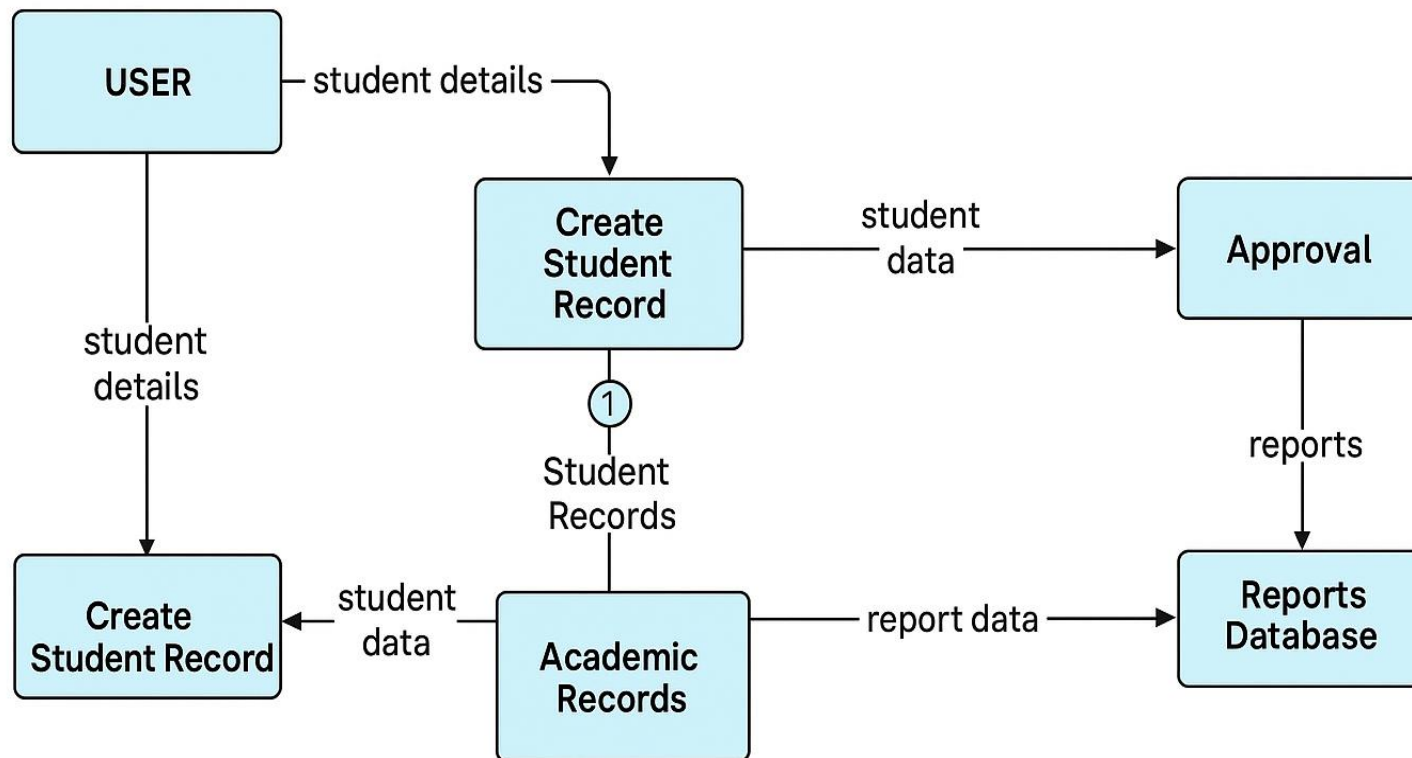 USER
student details
Create
Student
Record
student
data
Approval
student
details
1
Student
Records
reports
Create
Student Record
student
data
Academic
Records
report data
Reports
Database